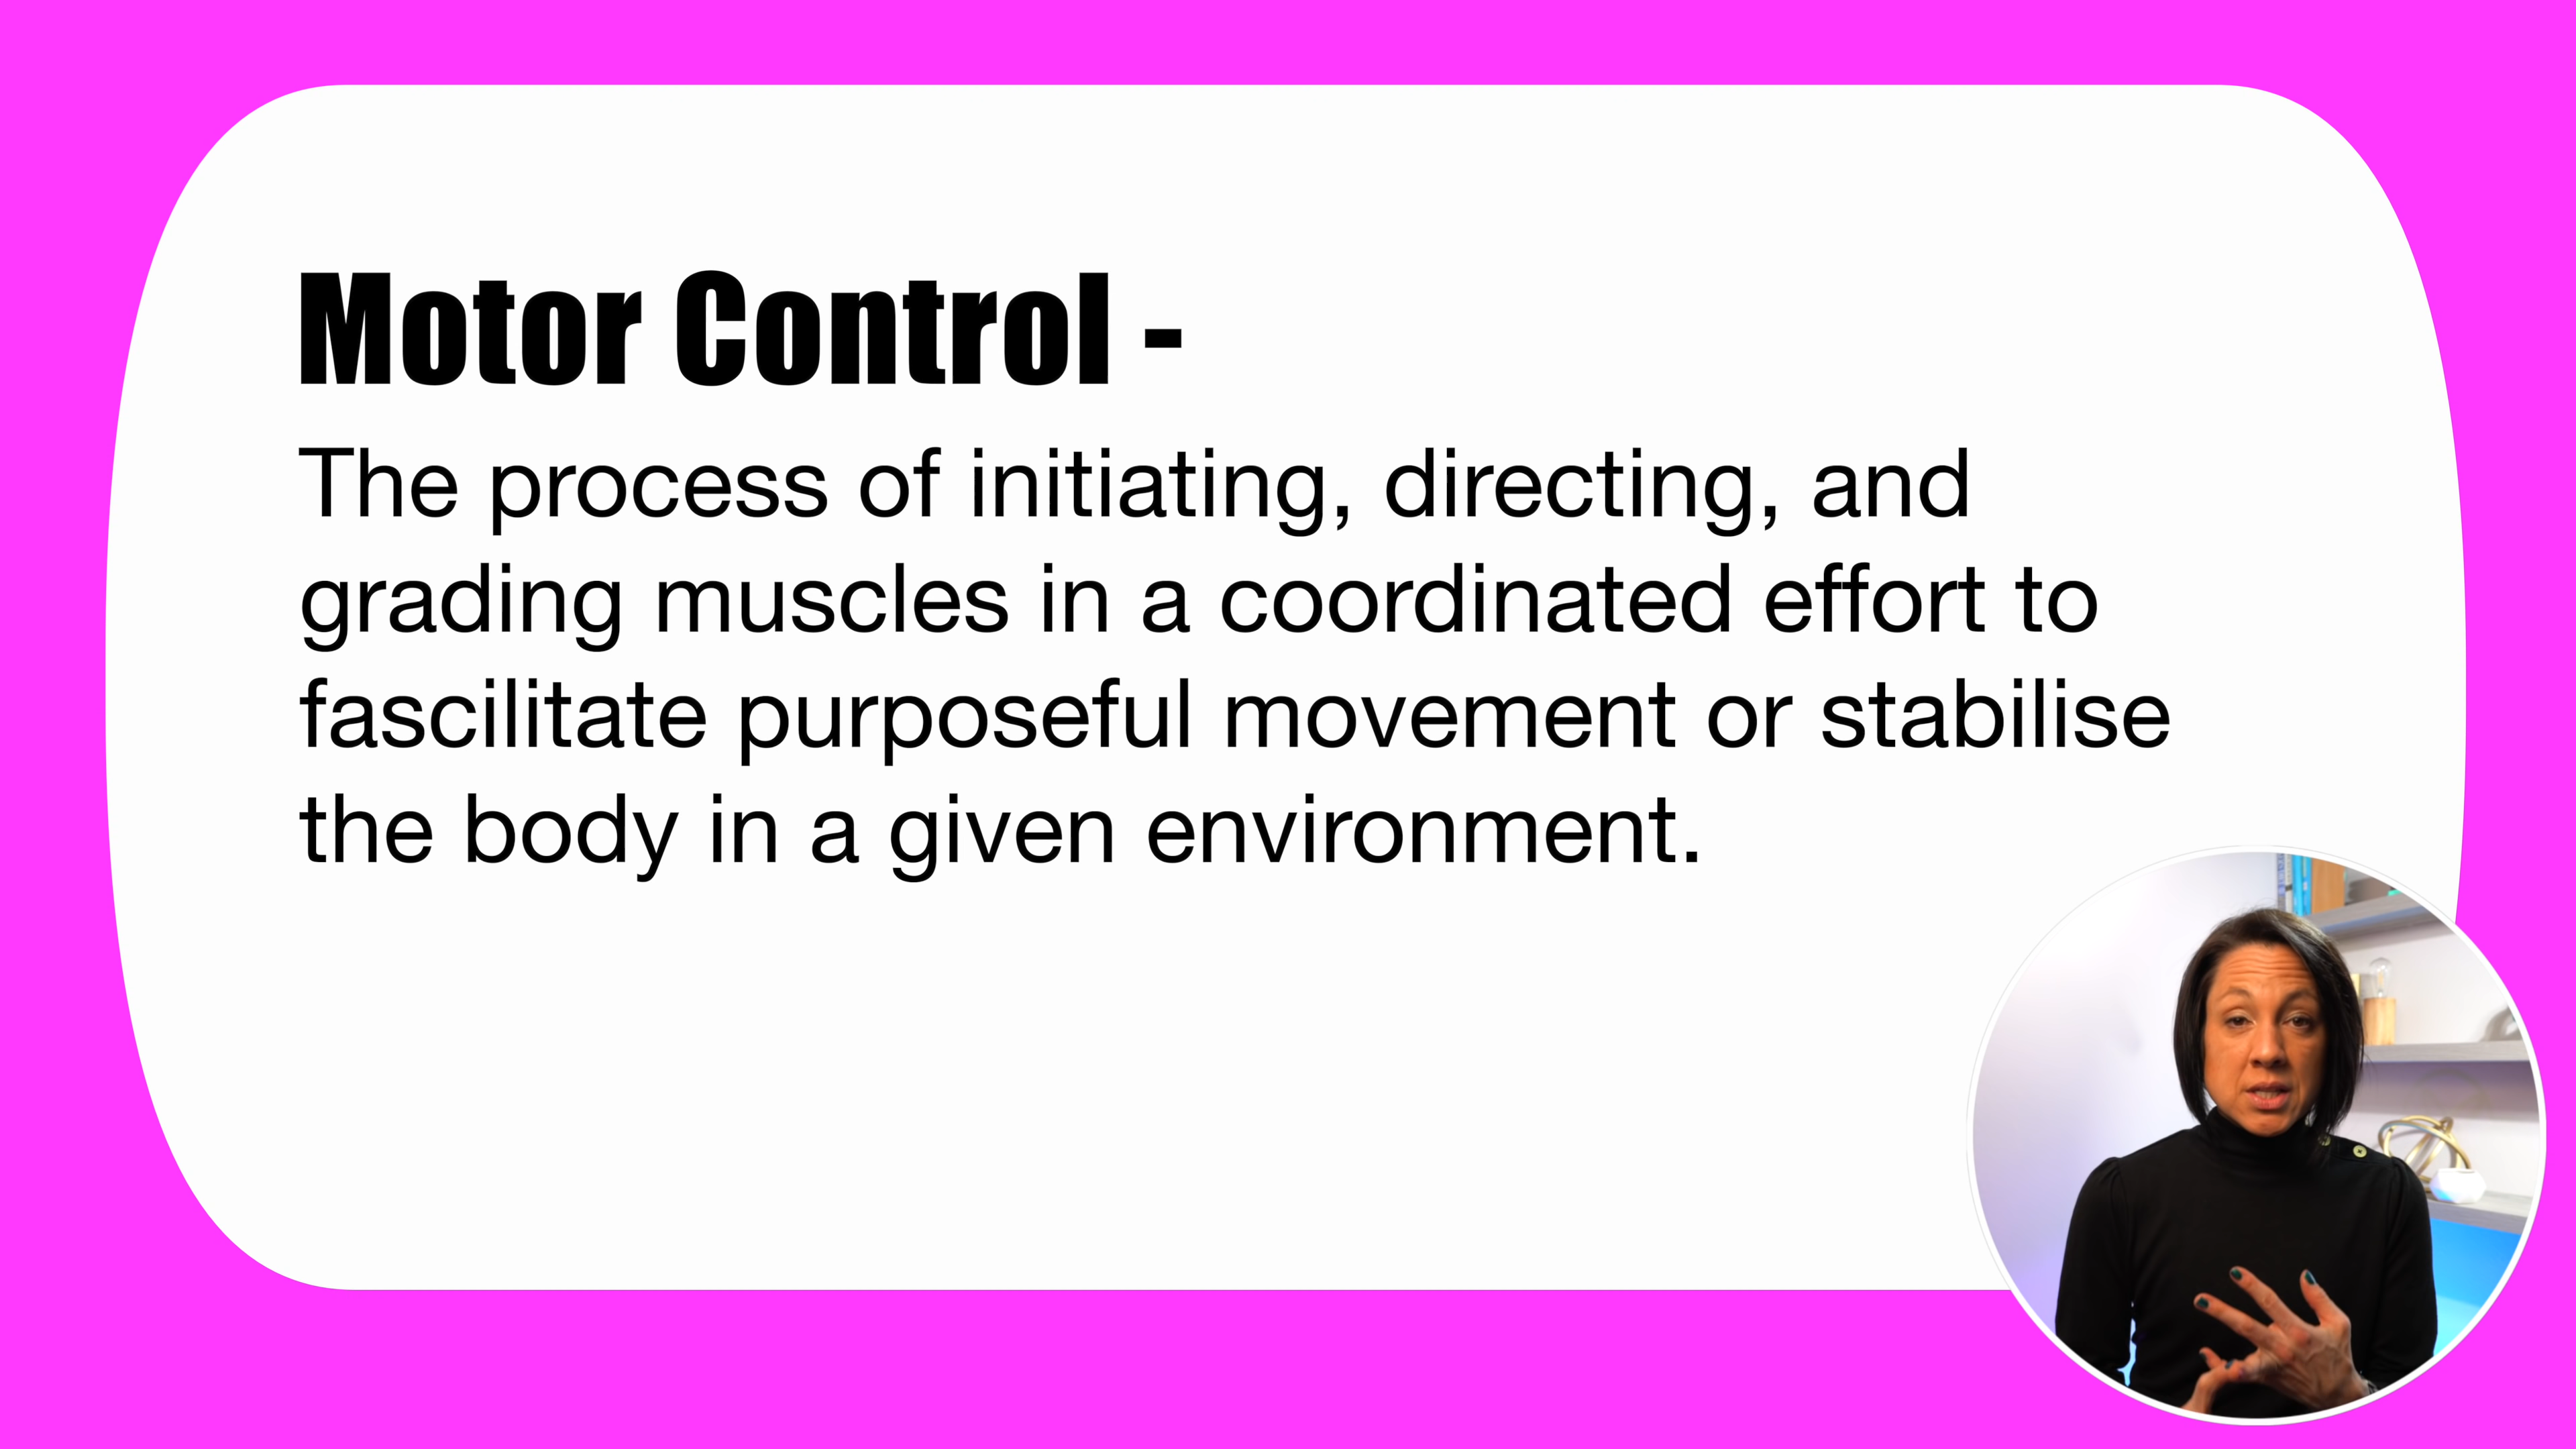 Motor Control -
The process of initiating, directing, and
grading muscles in a coordinated effort to
fascilitate purposeful movement or stabilise
the body in a given environment.